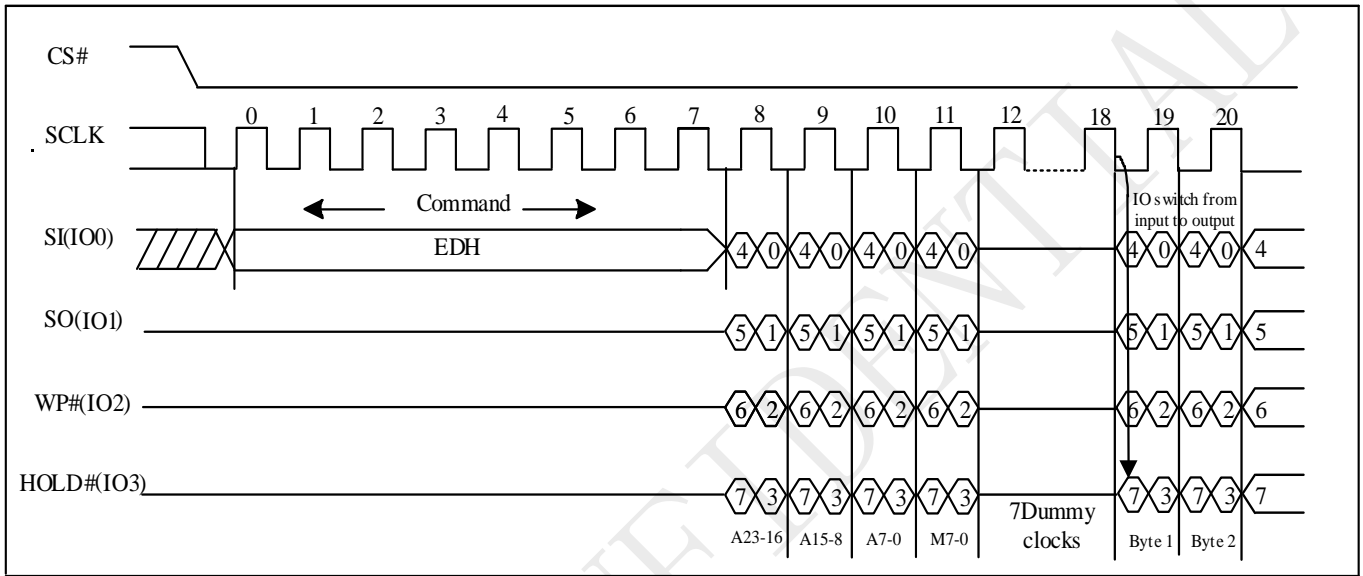 CS#
SCLK
0 1 2 3 4 5 6 7 8 9 10 11 12 18 19 20
Command
IO switch from
input to output
SI(IO0)
EDH
4 0 4 0 4 0 4 0 4 0 4 0 4
SO(IO1)
5 1 5 1 5 1 5 1 5 1 5 1 5
WP#(IO2)
6 2 6 2 6 2 6 2 6 2 6 2 6
HOLD#(IO3)
7 3 7 3 7 3 7 3 7 3 7 3 7
A23-16 A15-8 A7-0 M7-0
7Dummy
clocks
Byte 1 Byte 2